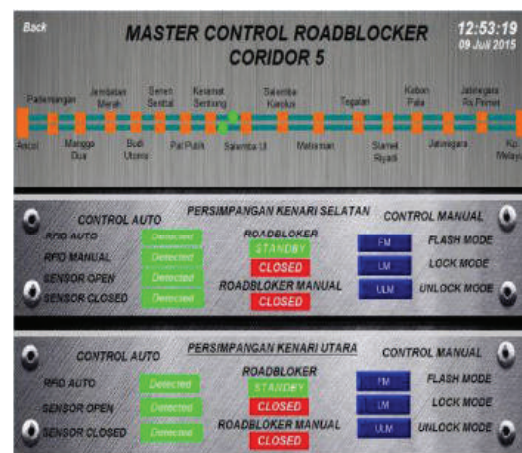 Back
MASTER CONTROL ROADBLOCKER
CORIDOR 5
12:53:19
09 Juli 2015
Pademangan
Jembatan Merah
Senen Sentral
Keramat Sentiong
Salemba Karolus
Tegalan
Kebon Pala
Jatinegara Rs.Primer
Ancol
Mangga Dua
Budi Utomo
Pal Putih
Salemba UI
Matraman
Slamet Riyadi
Jatinegara
Kp. Melayu
PERSIMPANGAN KENARI SELATAN
CONTROL AUTO
CONTROL MANUAL
RFID AUTO
Detected
RFID MANUAL
Detected
SENSOR OPEN
Detected
SENSOR CLOSED
Detected
ROADBLOKER
STANDBY
CLOSED
ROADBLOKER MANUAL
CLOSED
FM
FLASH MODE
LM
LOCK MODE
ULM
UNLOCK MODE
PERSIMPANGAN KENARI UTARA
CONTROL AUTO
CONTROL MANUAL
RFID AUTO
Detected
SENSOR OPEN
Detected
SENSOR CLOSED
Detected
ROADBLOKER
STANDBY
CLOSED
ROADBLOKER MANUAL
CLOSED
FM
FLASH MODE
LM
LOCK MODE
ULM
UNLOCK MODE